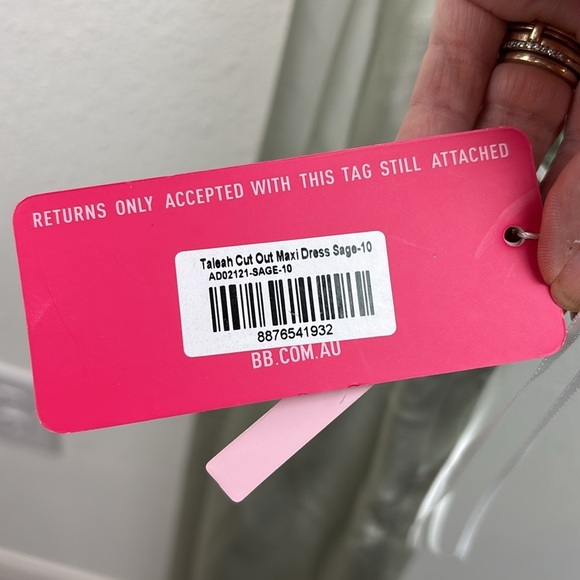 RETURNS ONLY ACCEPTED WITH THIS TAG STILL ATTACHED
Taleah Cut Out Maxi Dress Sage-10
AD02121-SAGE-10
8876541932
BB.COM.AU